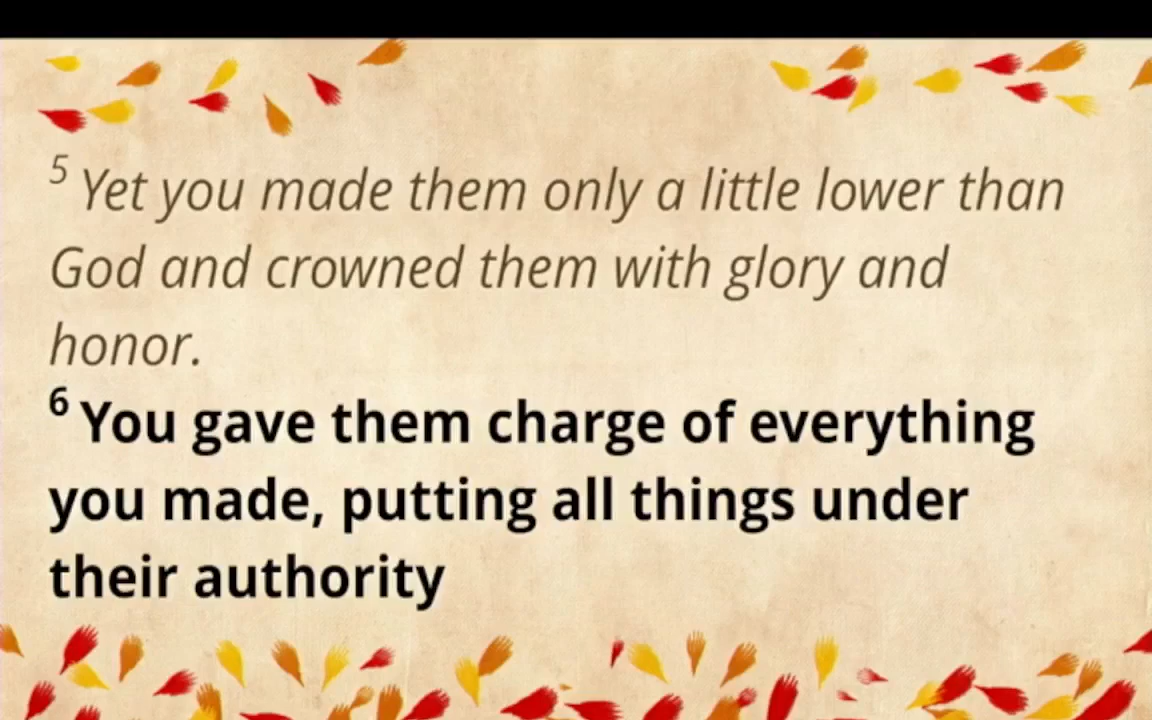 5 Yet you made them only a little lower than
God and crowned them with glory and
honor.
6 You gave them charge of everything
you made, putting all things under
their authority